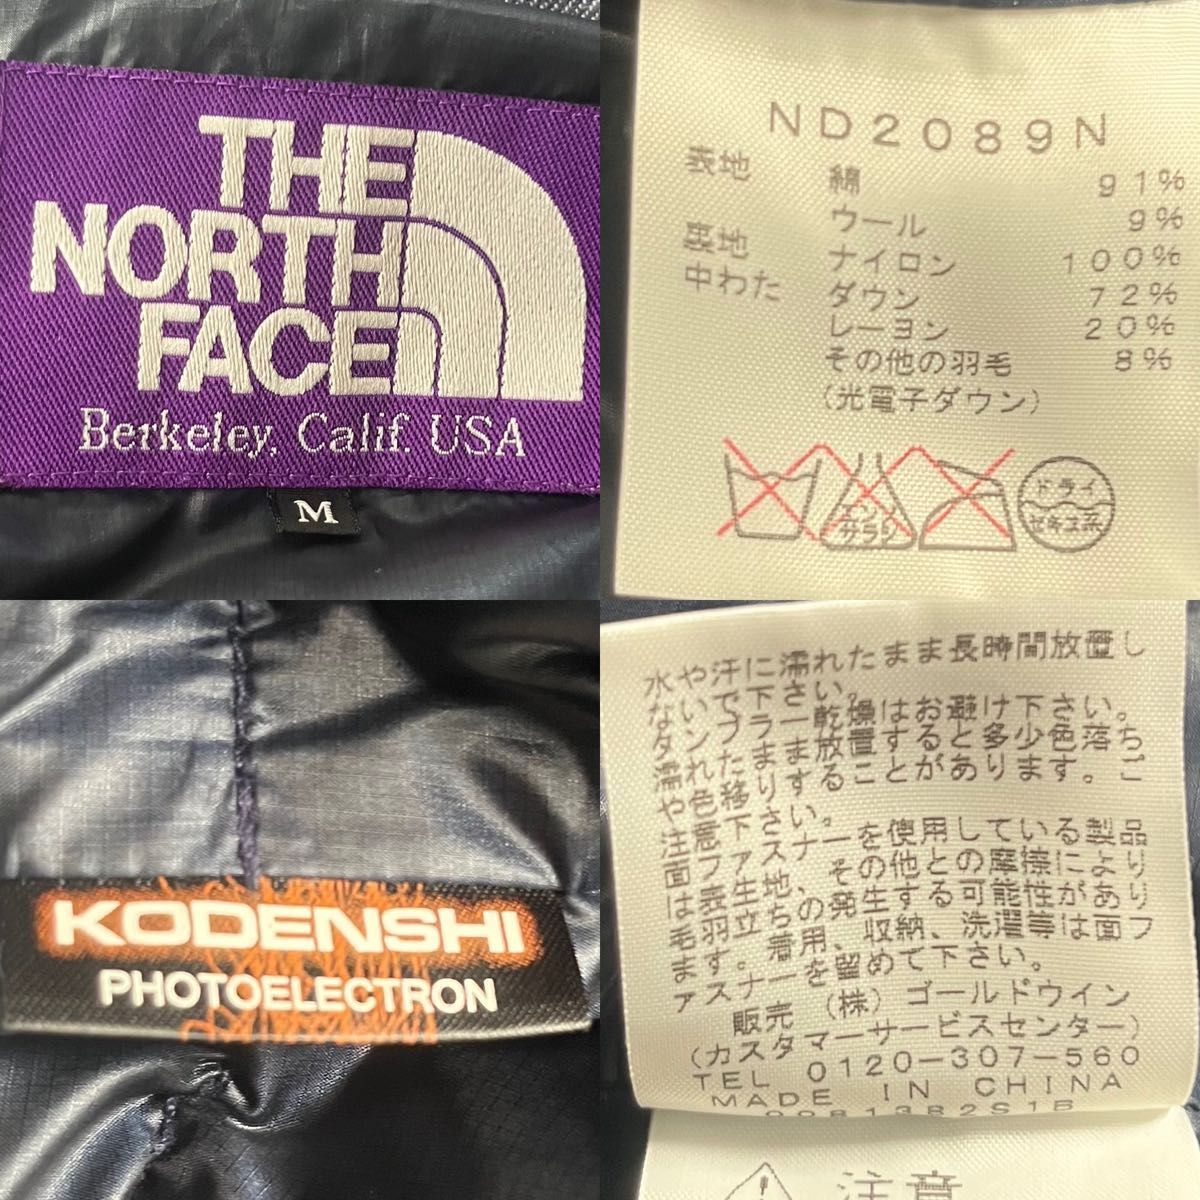 THE
NORTH
FACE
Berkeley, Calif. USA
M
ND2089N
表地 綿 91%
ウール 9%
裏地 ナイロン 100%
中わた ダウン 72%
レーヨン 20%
その他の羽毛 8%
(光電子ダウン)
エンソ
サラシ
ドライ
セキユ系
KODENSHI
PHOTOELECTRON
水や汗に濡れたまま長時間放置し
ないで下さい。
タンブラー乾燥はお避け下さい。
濡れたまま放置すると多少色落ち
や色移りすることがあります。ご
注意下さい。
面ファスナーを使用している製品
は表生地、その他との摩擦により
毛羽立ちの発生する可能性があり
ます。着用、収納、洗濯等は面フ
ァスナーを留めて下さい。
販売 (株)ゴールドウイン
(カスタマーサービスセンター)
TEL 0120-307-560
MADE IN CHINA
注意